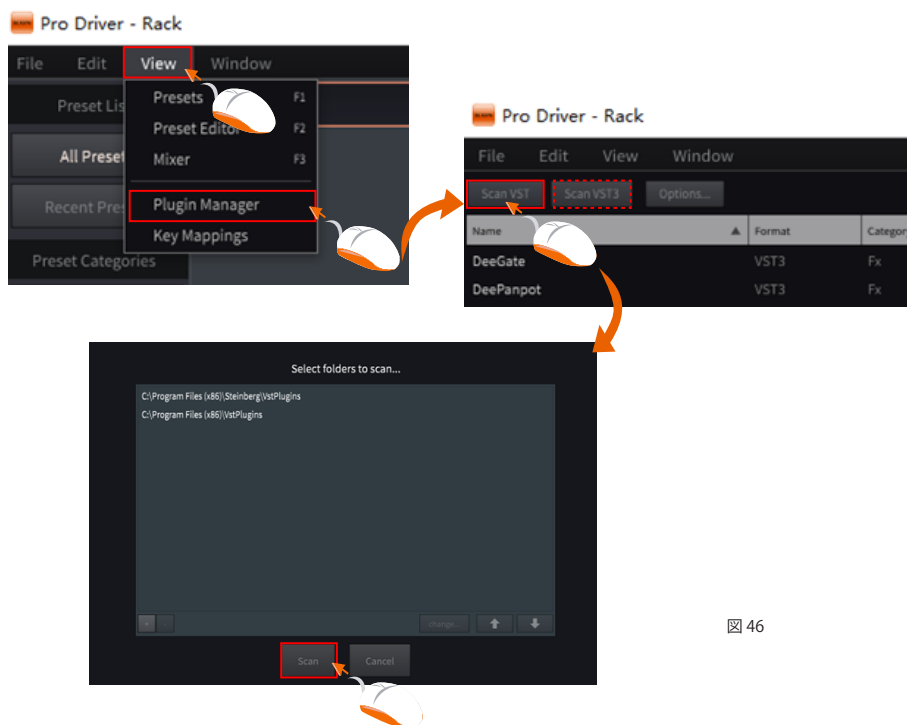 Pro Driver - Rack
File Edit View Window
Preset Lis
Presets F1
Preset Editor F2
All Preset
Mixer F3
Recent Pres
Plugin Manager
Key Mappings
Preset Categories
Pro Driver - Rack
File Edit View Window
Scan VST Scan VST3 Options...
Name Format Category
DeeGate VST3 Fx
DeePanpot VST3 Fx
Select folders to scan...
C:\Program Files (x86)\Steinberg\VstPlugins
C:\Program Files (x86)\VstPlugins
+ - change...
Scan Cancel
図 46